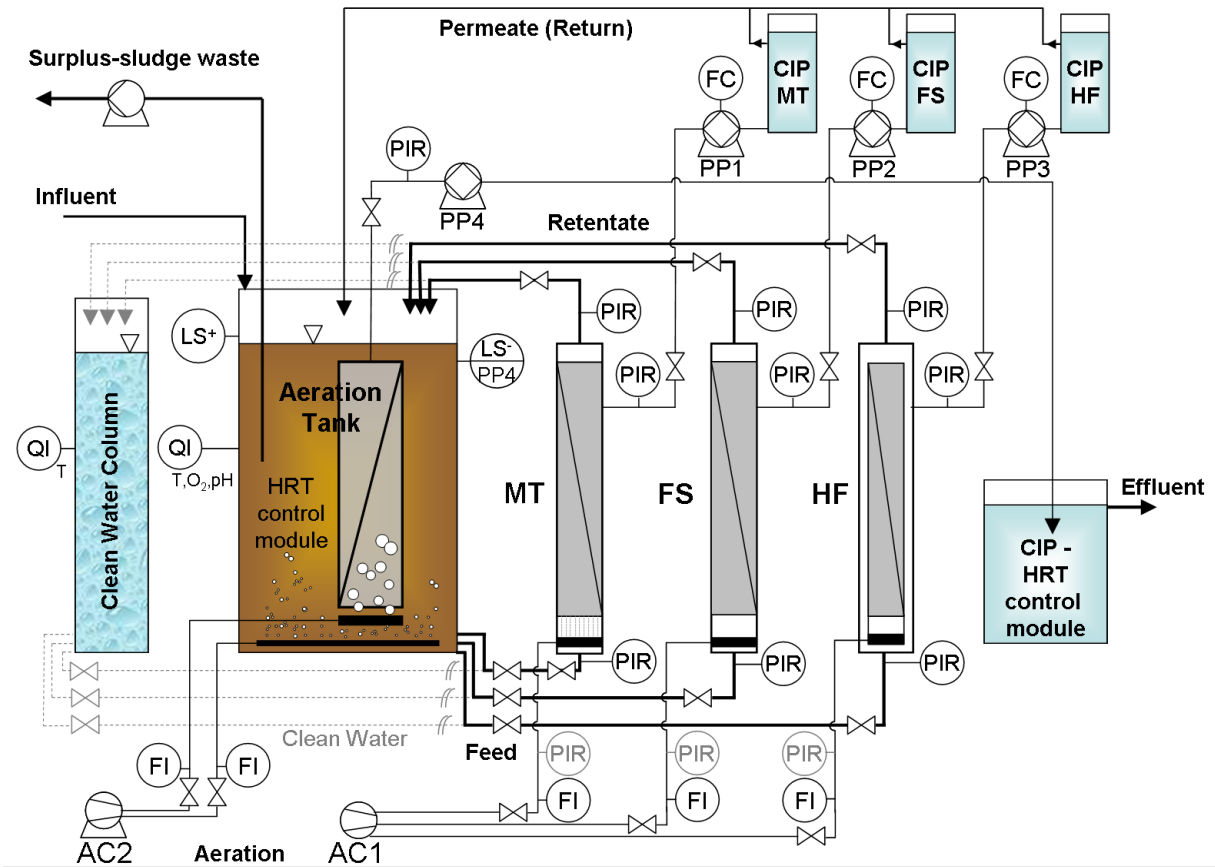 Permeate (Return)
Surplus-sludge waste
CIP
MT
CIP
FS
CIP
HF
FC
FC
FC
PP1
PP2
PP3
PIR
PP4
Influent
Retentate
LS+
LS-
PP4
PIR
PIR
PIR
PIR
PIR
PIR
Aeration
Tank
Clean Water Column
QI
T
QI
T,O2,pH
HRT
control
module
MT
FS
HF
Effluent
CIP -
HRT
control
module
PIR
PIR
PIR
Clean Water
Feed
PIR
PIR
PIR
FI
FI
FI
FI
FI
AC2
Aeration
AC1